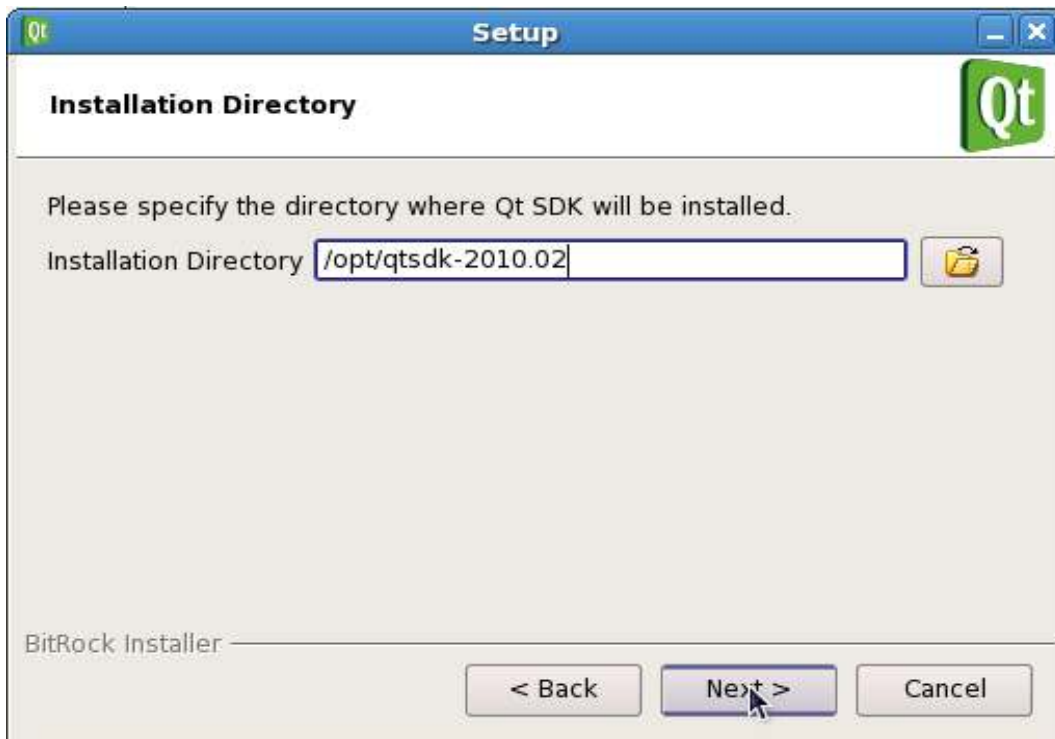 Qt Setup
Installation Directory
Qt
Please specify the directory where Qt SDK will be installed.
Installation Directory /opt/qtsdk-2010.02
BitRock Installer
< Back Next > Cancel